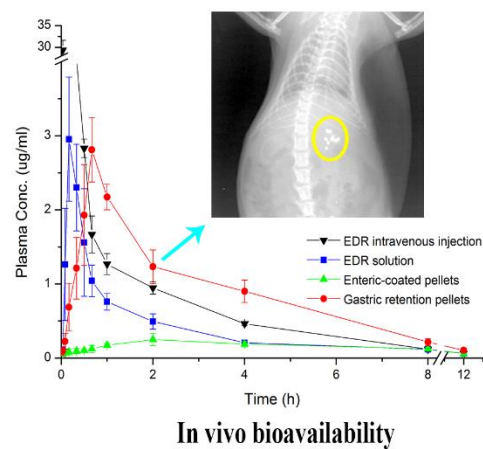 35
30
3
2
1
0
Plasma Conc. (ug/ml)
EDR intravenous injection
EDR solution
Enteric-coated pellets
Gastric retention pellets
0 2 4 6 8 12
Time (h)
In vivo bioavailability